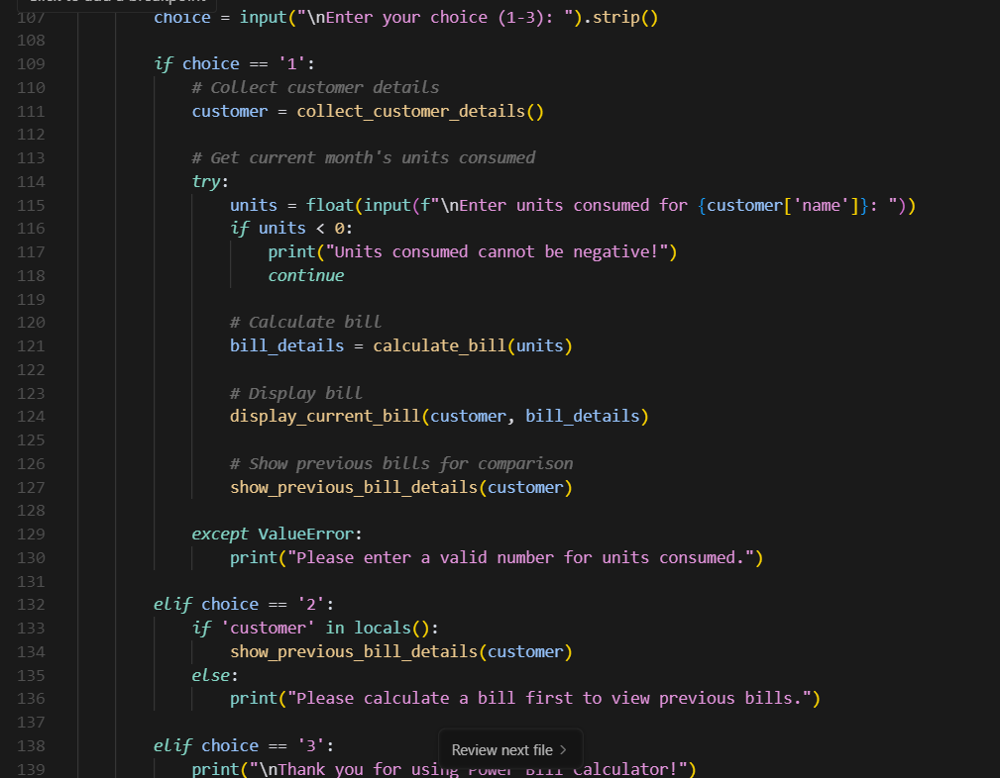 Click to add a breakpoint
107 choice = input("\nEnter your choice (1-3): ").strip()
108
109 if choice == '1':
110 # Collect customer details
111 customer = collect_customer_details()
112
113 # Get current month's units consumed
114 try:
115 units = float(input(f"\nEnter units consumed for {customer['name']}: "))
116 if units < 0:
117 print("Units consumed cannot be negative!")
118 continue
119
120 # Calculate bill
121 bill_details = calculate_bill(units)
122
123 # Display bill
124 display_current_bill(customer, bill_details)
125
126 # Show previous bills for comparison
127 show_previous_bill_details(customer)
128
129 except ValueError:
130 print("Please enter a valid number for units consumed.")
131
132 elif choice == '2':
133 if 'customer' in locals():
134 show_previous_bill_details(customer)
135 else:
136 print("Please calculate a bill first to view previous bills.")
137
138 elif choice == '3':
Review next file >
139 print("\nThank you for using Power Bill Calculator!")